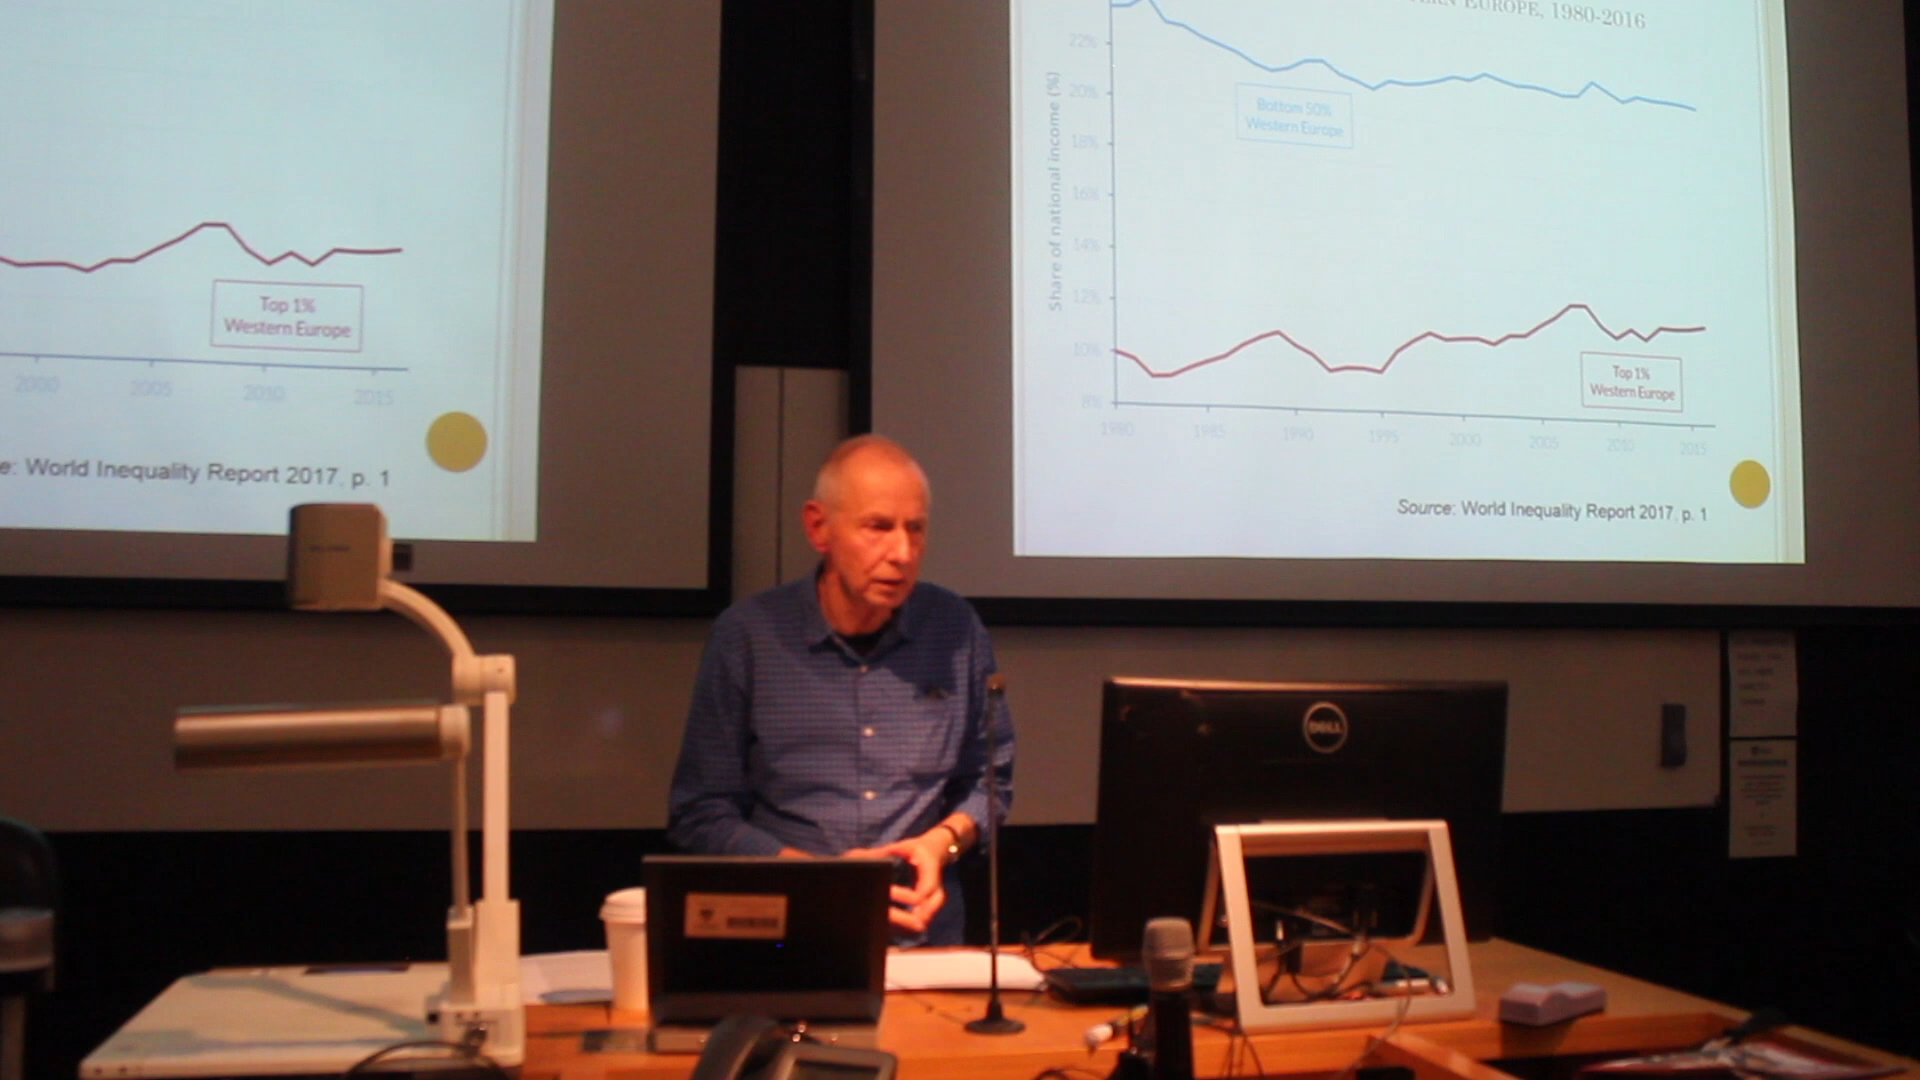 Top 1%
Western Europe
2000
2005
2010
2015
e: World Inequality Report 2017, p. 1
EUROPE, 1980-2016
Share of national income (%)
22%
20%
18%
16%
14%
12%
10%
8%
Bottom 50%
Western Europe
Top 1%
Western Europe
1980
1985
1990
1995
2000
2005
2010
2015
Source: World Inequality Report 2017, p. 1
DELL